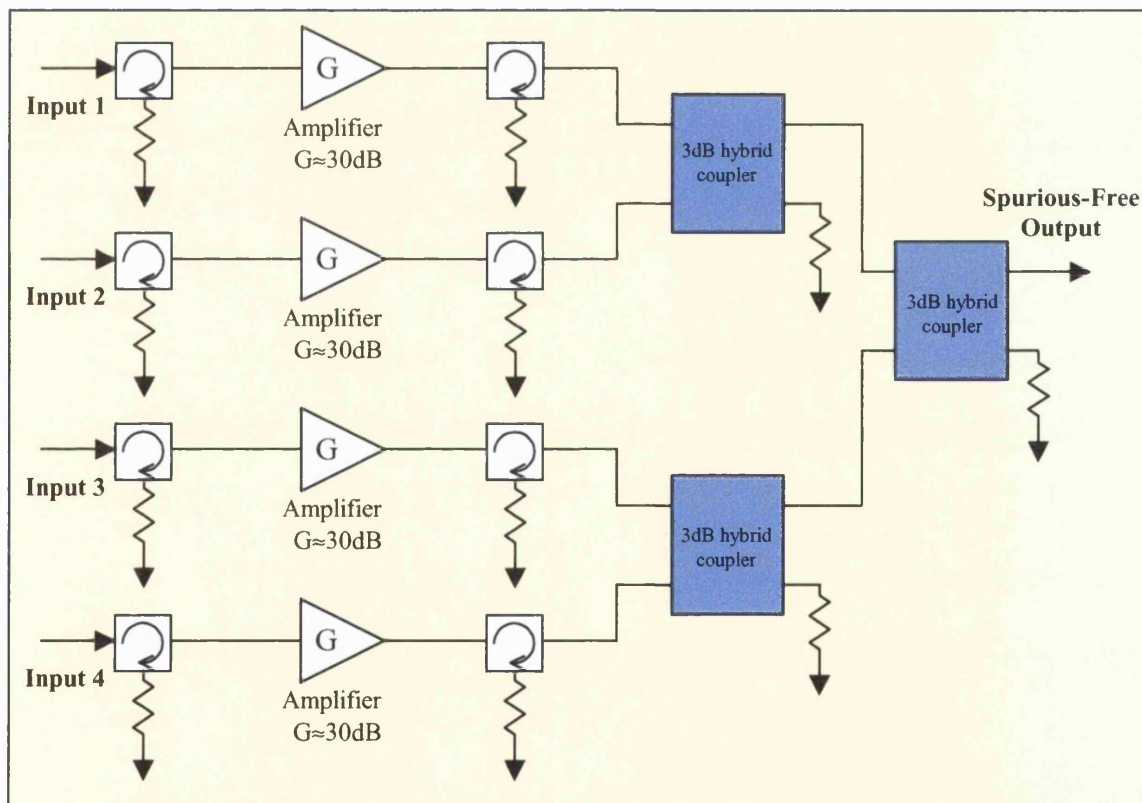 Input 1
G
Amplifier
G≈30dB
3dB hybrid
coupler
Input 2
G
Amplifier
G≈30dB
Spurious-Free
Output
3dB hybrid
coupler
Input 3
G
Amplifier
G≈30dB
3dB hybrid
coupler
Input 4
G
Amplifier
G≈30dB